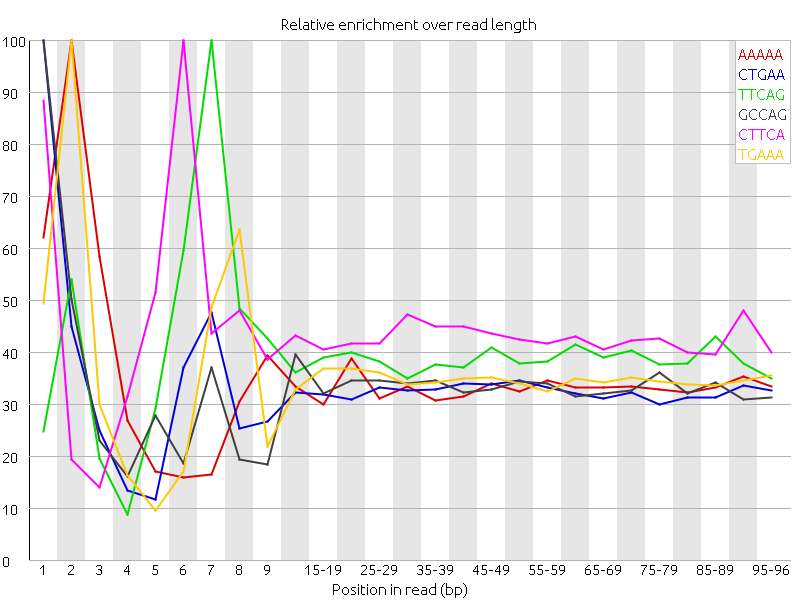 Relative enrichment over read length
100
90
80
70
60
50
40
30
20
10
0
AAAAA
CTGAA
TTCAG
GCCAG
CTTCA
TGAAA
1 2 3 4 5 6 7 8 9 15-19 25-29 35-39 45-49 55-59 65-69 75-79 85-89 95-96
Position in read (bp)